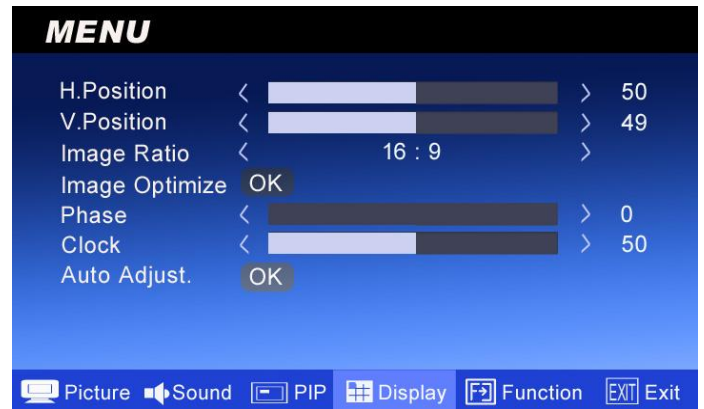 MENU
H.Position < > 50
V.Position < > 49
Image Ratio < 16 : 9 >
Image Optimize OK
Phase < > 0
Clock < > 50
Auto Adjust. OK
Picture Sound PIP Display F Function EXIT Exit